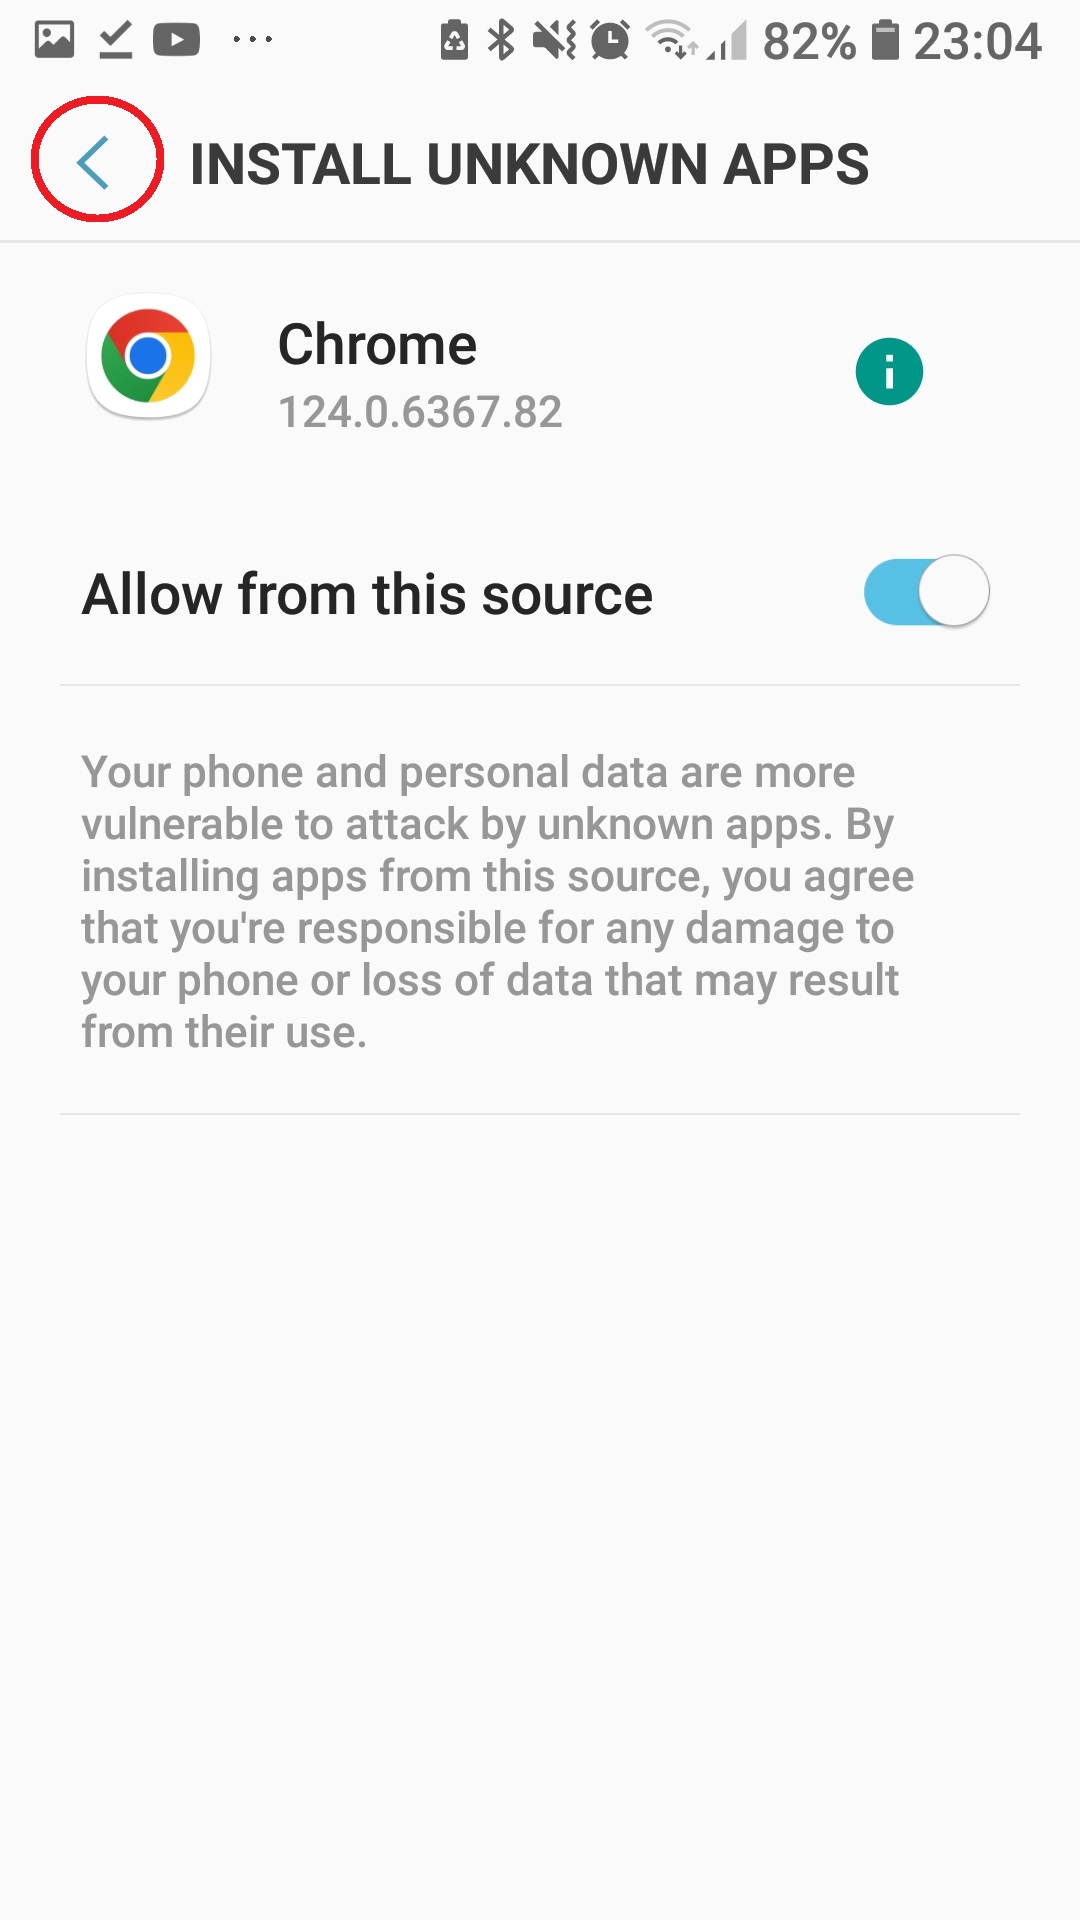 82% 23:04
INSTALL UNKNOWN APPS
Chrome
124.0.6367.82
Allow from this source
Your phone and personal data are more
vulnerable to attack by unknown apps. By
installing apps from this source, you agree
that you're responsible for any damage to
your phone or loss of data that may result
from their use.